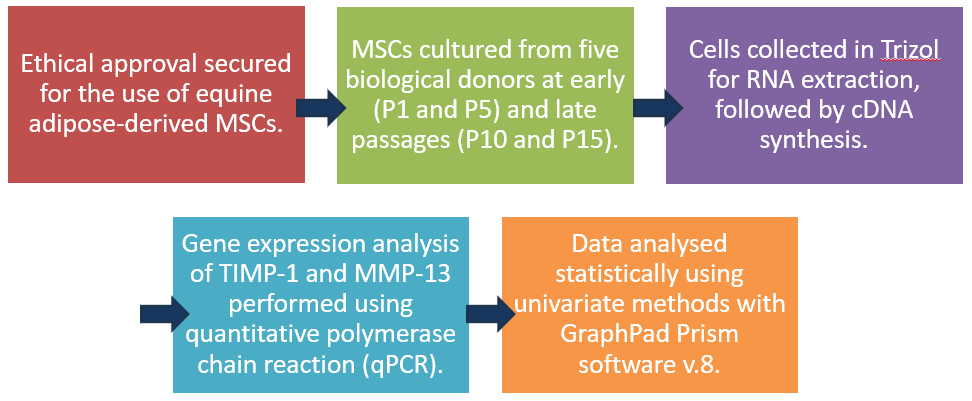 Ethical approval secured
for the use of equine
adipose-derived MSCs.
MSCs cultured from five
biological donors at early
(P1 and P5) and late
passages (P10 and P15).
Cells collected in Trizol
for RNA extraction,
followed by cDNA
synthesis.
Gene expression analysis
of TIMP-1 and MMP-13
performed using
quantitative polymerase
chain reaction (qPCR).
Data analysed
statistically using
univariate methods with
GraphPad Prism
software v.8.